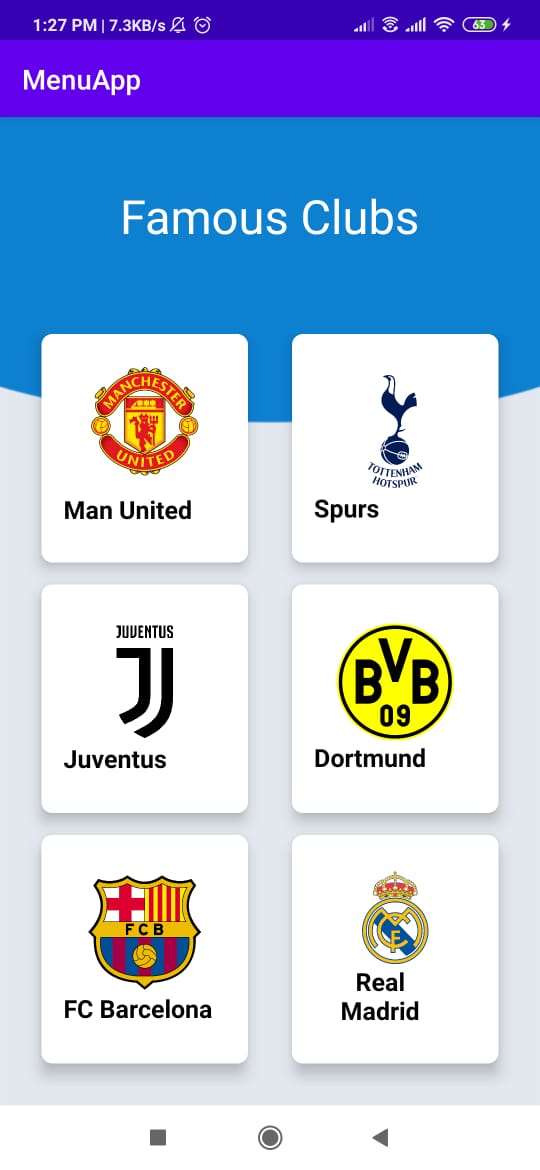 1:27 PM | 7.3KB/s
63
MenuApp
Famous Clubs
MANCHESTER
UNITED
Man United
TOTTENHAM
HOTSPUR
Spurs
JUUENTUS
Juventus
BVB
09
Dortmund
FCB
FC Barcelona
Real
Madrid